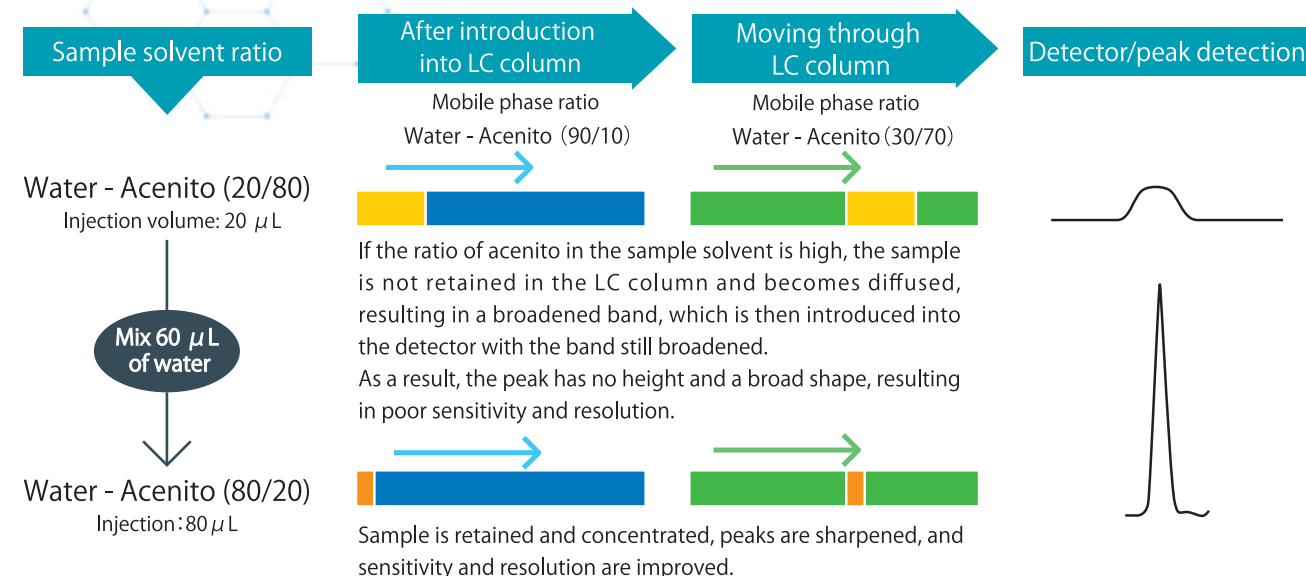 Sample solvent ratio
After introduction
into LC column
Moving through
LC column
Detector/peak detection
Mobile phase ratio
Water - Acenito (90/10)
Mobile phase ratio
Water - Acenito (30/70)
Water - Acenito (20/80)
Injection volume: 20 μL
If the ratio of acenito in the sample solvent is high, the sample
is not retained in the LC column and becomes diffused,
resulting in a broadened band, which is then introduced into
the detector with the band still broadened.
As a result, the peak has no height and a broad shape, resulting
in poor sensitivity and resolution.
Mix 60 μL
of water
Water - Acenito (80/20)
Injection:80 μL
Sample is retained and concentrated, peaks are sharpened, and
sensitivity and resolution are improved.